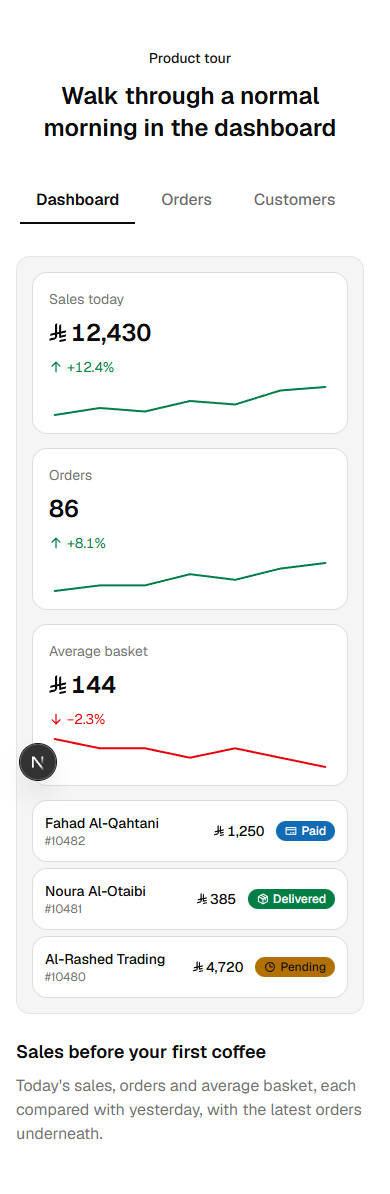 Product tour
Walk through a normal
morning in the dashboard
Dashboard Orders Customers
Sales today
⃁ 12,430
↑ +12.4%
Orders
86
↑ +8.1%
Average basket
⃁ 144
↓ −2.3%
N
Fahad Al-Qahtani ⃁ 1,250 Paid
#10482
Noura Al-Otaibi ⃁ 385 Delivered
#10481
Al-Rashed Trading ⃁ 4,720 Pending
#10480
Sales before your first coffee
Today's sales, orders and average basket, each
compared with yesterday, with the latest orders
underneath.